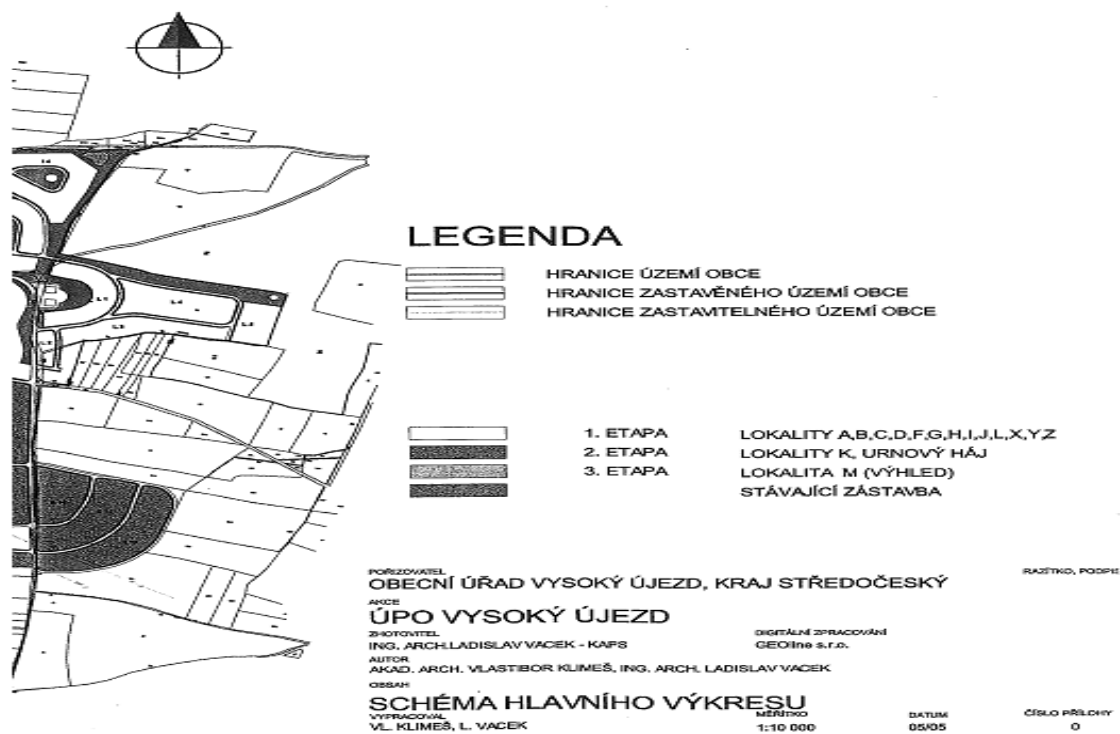 LEGENDA
HRANICE ÚZEMÍ OBCE
HRANICE ZASTAVĚNÉHO ÚZEMÍ OBCE
HRANICE ZASTAVITELNÉHO ÚZEMÍ OBCE
1. ETAPA LOKALITY A,B,C,D,F,G,H,I,J,L,X,Y,Z
2. ETAPA LOKALITY K, URNOVÝ HÁJ
3. ETAPA LOKALITA M (VÝHLED)
STÁVAJÍCÍ ZÁSTAVBA
POŘIZOVATEL RAZÍTKO, PODPIS
OBECNÍ ÚŘAD VYSOKÝ ÚJEZD, KRAJ STŘEDOČESKÝ
AKCE
ÚPO VYSOKÝ ÚJEZD
ZHOTOVITEL DIGITÁLNÍ ZPRACOVÁNÍ
ING. ARCH.LADISLAV VACEK - KAPS GEOline s.r.o.
AUTOR
AKAD. ARCH. VLASTIBOR KLIMEŠ, ING. ARCH. LADISLAV VACEK
OBSAH
SCHÉMA HLAVNÍHO VÝKRESU
VYPRACOVAL MĚŘÍTKO DATUM ČÍSLO PŘÍLOHY
VL. KLIMEŠ, L. VACEK 1:10 000 05/05 0